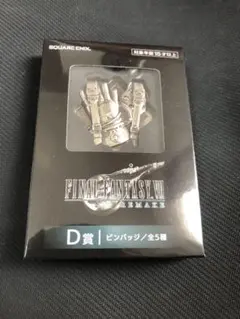 SQUARE ENIX
対象年齢15才以上
FINAL FANTASY VII
REMAKE
D賞 | ピンバッジ/全5種